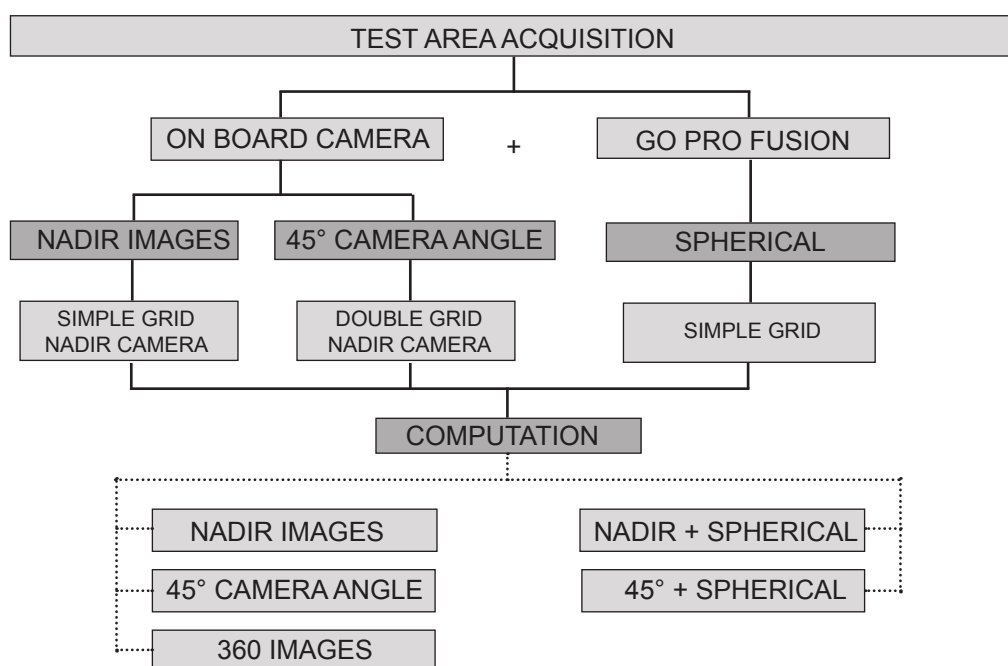 TEST AREA ACQUISITION
ON BOARD CAMERA
+
GO PRO FUSION
NADIR IMAGES
45° CAMERA ANGLE
SPHERICAL
SIMPLE GRID
NADIR CAMERA
DOUBLE GRID
NADIR CAMERA
SIMPLE GRID
COMPUTATION
NADIR IMAGES
NADIR + SPHERICAL
45° CAMERA ANGLE
45° + SPHERICAL
360 IMAGES